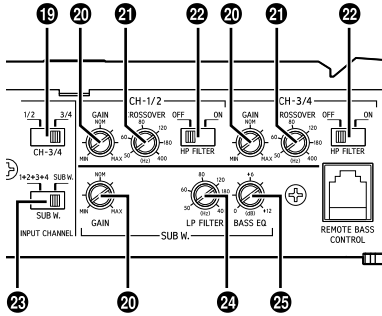 19 20 21 22 20 21 22
CH-1/2 CH-3/4
1/2 3/4 GAIN CROSSOVER OFF ON GAIN CROSSOVER OFF ON
NOM 80 NOM 80
60 120 60 120
180 180
CH-3/4 MIN MAX 50 (Hz) 400 HP FILTER MIN MAX 50 (Hz) 400 HP FILTER
1+2+3+4 SUB W. NOM 80 +6
60 120
180
SUB W. MIN MAX 50 (Hz) 40 0 (dB) +12
INPUT CHANNEL GAIN LP FILTER BASS EQ REMOTE BASS
SUB W. CONTROL
23 20 24 25